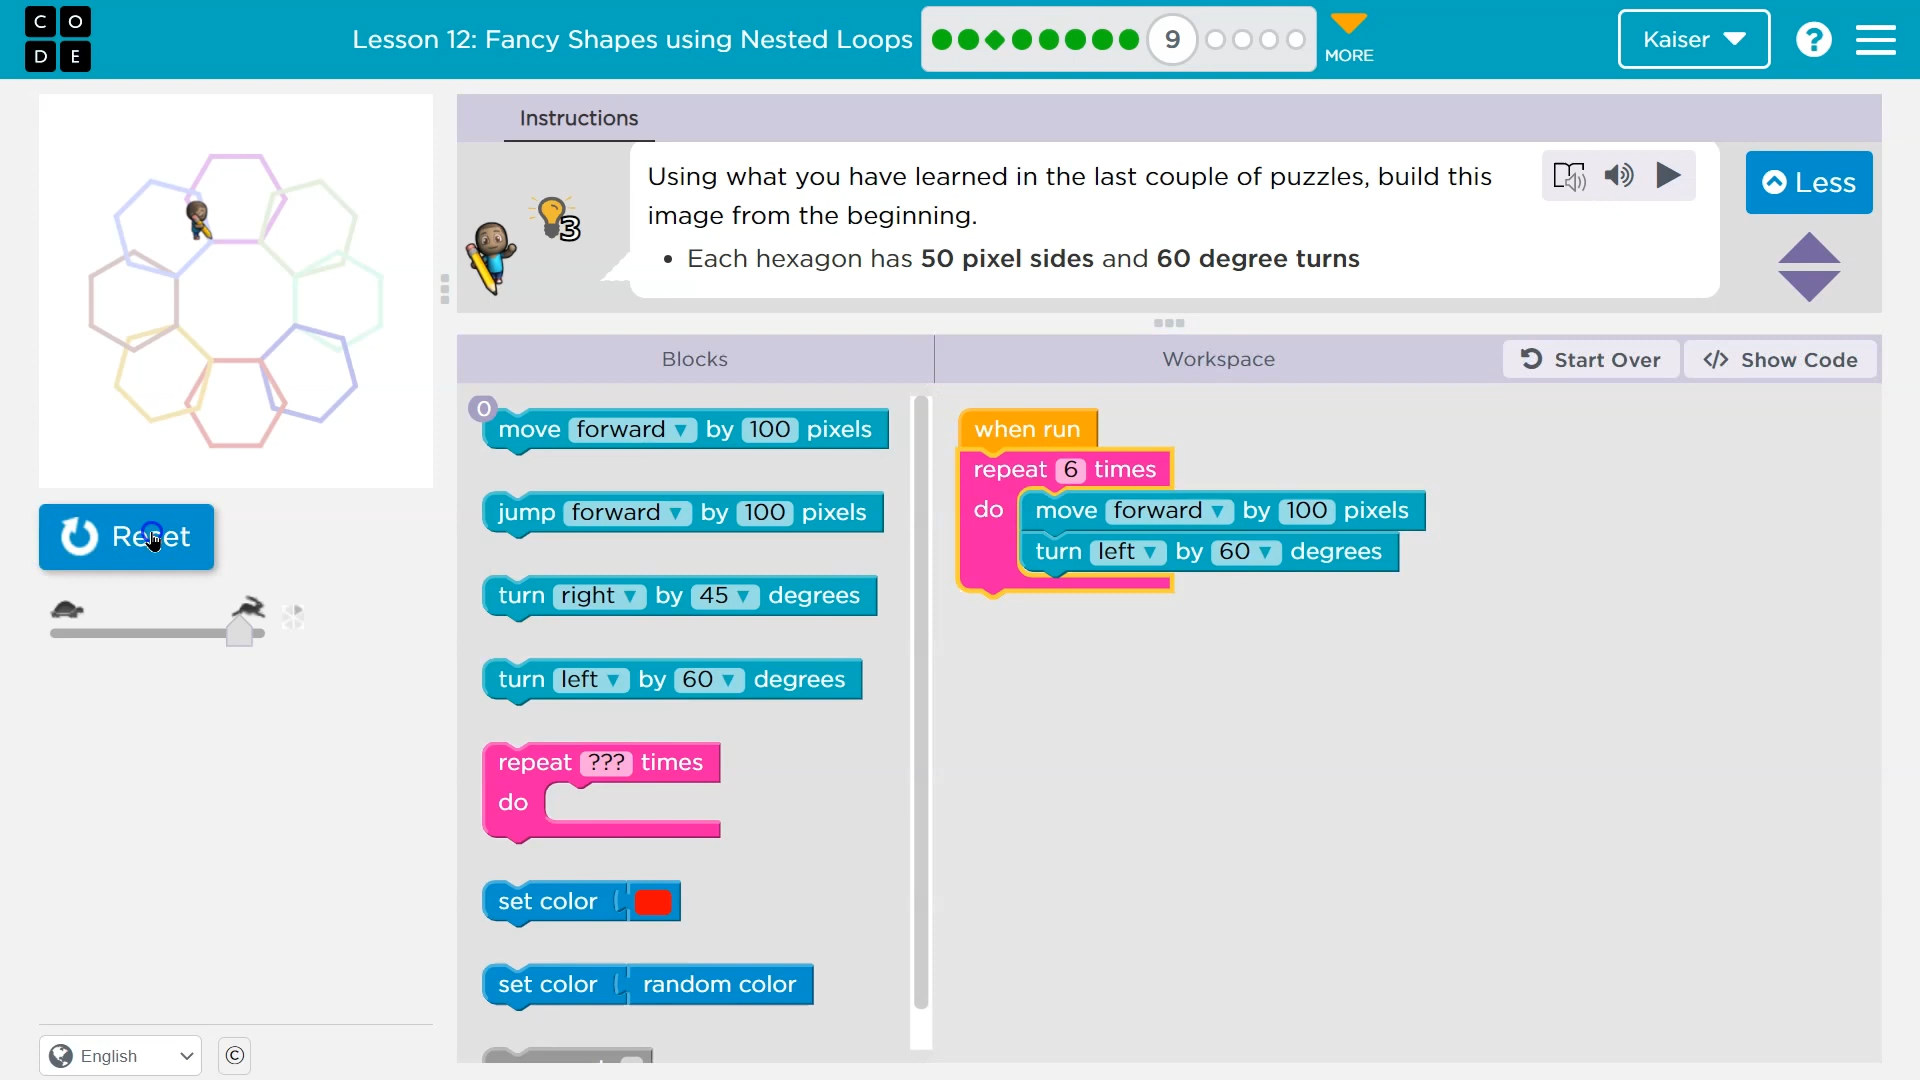 C O
D E
Lesson 12: Fancy Shapes using Nested Loops
9
MORE
Kaiser
?
Instructions
3
Using what you have learned in the last couple of puzzles, build this
image from the beginning.
• Each hexagon has 50 pixel sides and 60 degree turns
Less
Reset
Blocks
Workspace
Start Over
</> Show Code
0
move forward by 100 pixels
jump forward by 100 pixels
turn right by 45 degrees
turn left by 60 degrees
repeat ??? times
do
set color
set color random color
when run
repeat 6 times
do move forward by 100 pixels
turn left by 60 degrees
English
©